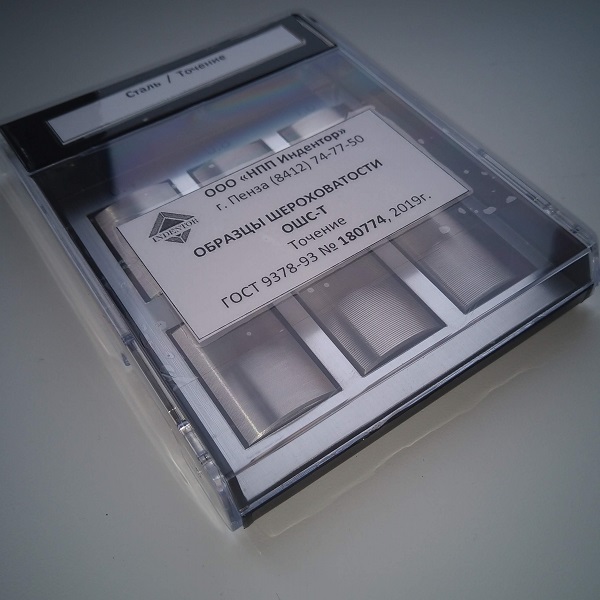 Сталь / Точение
ООО «НПП Индентор»
г. Пенза (8412) 74-77-50
INDENTOR
ОБРАЗЦЫ ШЕРОХОВАТОСТИ
ОШС-Т
Точение
ГОСТ 9378-93 № 180774, 2019г.